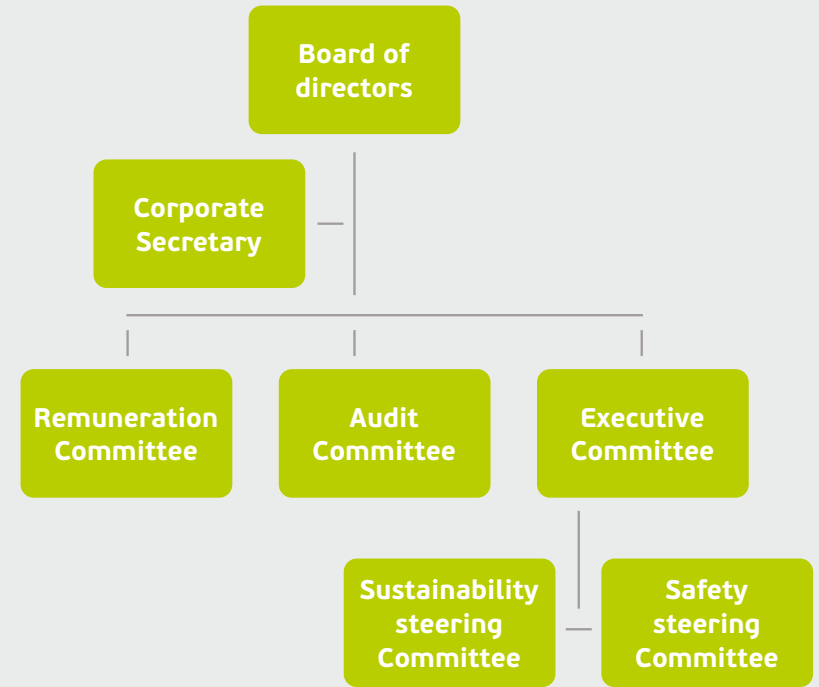 Board of
directors
Corporate
Secretary
Remuneration
Committee
Audit
Committee
Executive
Committee
Sustainability
steering
Committee
Safety
steering
Committee